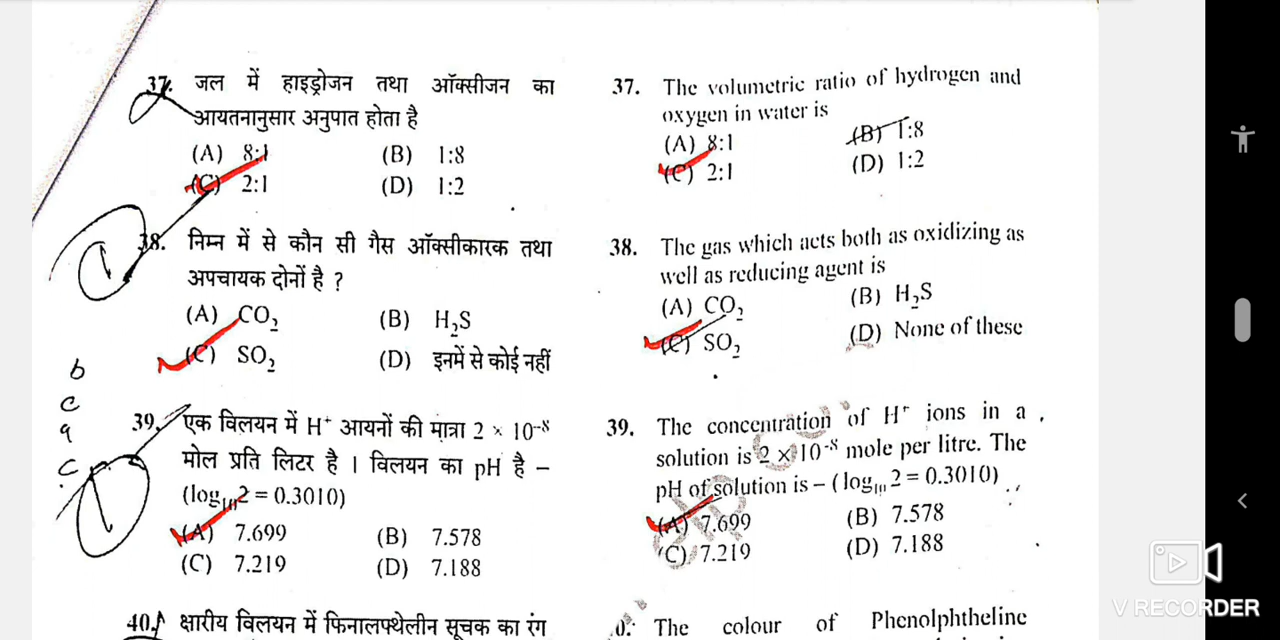 37. जल में हाइड्रोजन तथा ऑक्सीजन का
आयतनानुसार अनुपात होता है
(A) 8:1 (B) 1:8
(C) 2:1 (D) 1:2
38. निम्न में से कौन सी गैस ऑक्सीकारक तथा
अपचायक दोनों है ?
(A) CO₂ (B) H₂S
(C) SO₂ (D) इनमें से कोई नहीं
b
c
9
c
39. एक विलयन में H⁺ आयनों की मात्रा 2 × 10⁻⁸
मोल प्रति लिटर है । विलयन का pH है –
(log₁₀2 = 0.3010)
(A) 7.699 (B) 7.578
(C) 7.219 (D) 7.188
40. क्षारीय विलयन में फिनालफ्थेलीन सूचक का रंग
37. The volumetric ratio of hydrogen and
oxygen in water is
(A) 8:1 (B) 1:8
(C) 2:1 (D) 1:2
38. The gas which acts both as oxidizing as
well as reducing agent is
(A) CO₂ (B) H₂S
(C) SO₂ (D) None of these
39. The concentration of H⁺ ions in a
solution is 2 × 10⁻⁸ mole per litre. The
pH of solution is – (log₁₀ 2 = 0.3010)
(A) 7.699 (B) 7.578
(C) 7.219 (D) 7.188
0. The colour of Phenolphtheline
V RECORDER